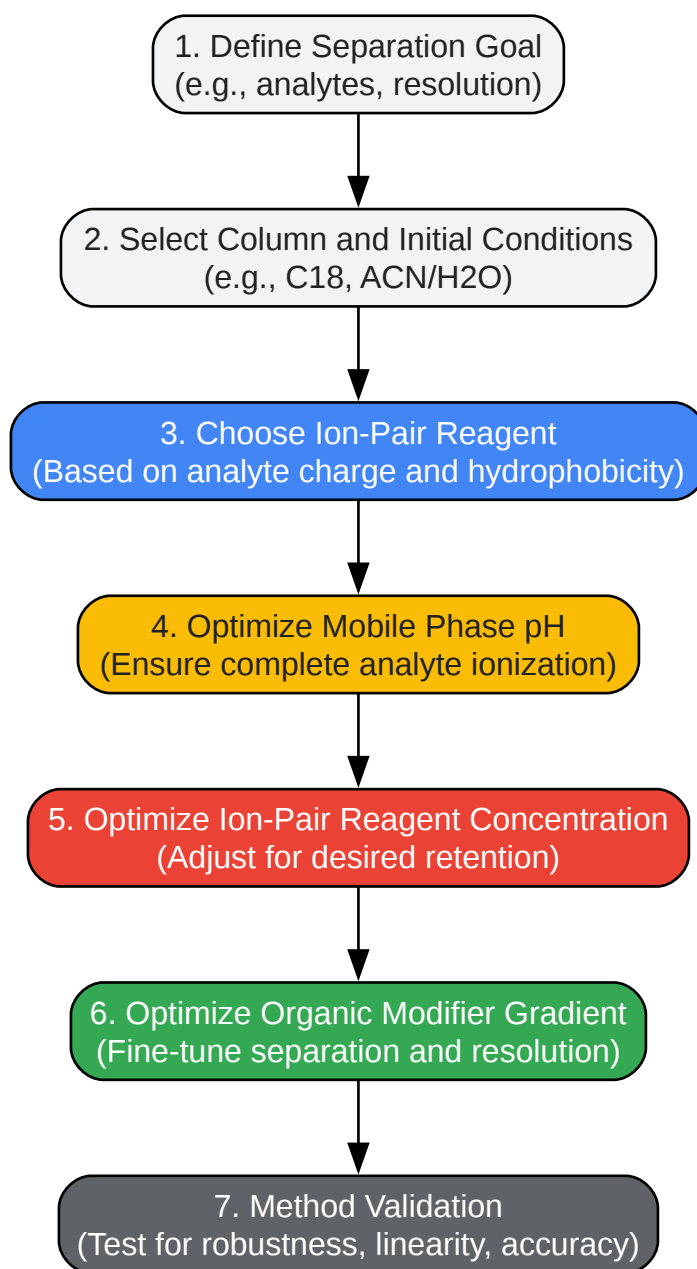 1. Define Separation Goal
(e.g., analytes, resolution)
2. Select Column and Initial Conditions
(e.g., C18, ACN/H2O)
3. Choose Ion-Pair Reagent
(Based on analyte charge and hydrophobicity)
4. Optimize Mobile Phase pH
(Ensure complete analyte ionization)
5. Optimize Ion-Pair Reagent Concentration
(Adjust for desired retention)
6. Optimize Organic Modifier Gradient
(Fine-tune separation and resolution)
7. Method Validation
(Test for robustness, linearity, accuracy)